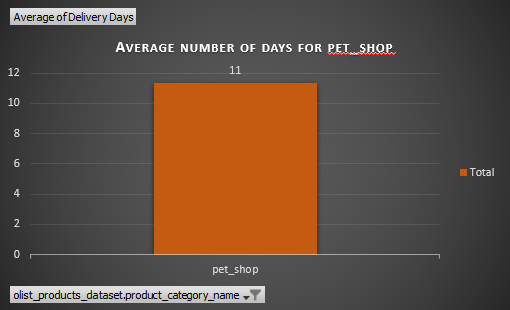 Average of Delivery Days
AVERAGE NUMBER OF DAYS FOR PET_SHOP
12
11
10
8
6
4
2
0
Total
pet_shop
olist_products_dataset.product_category_name